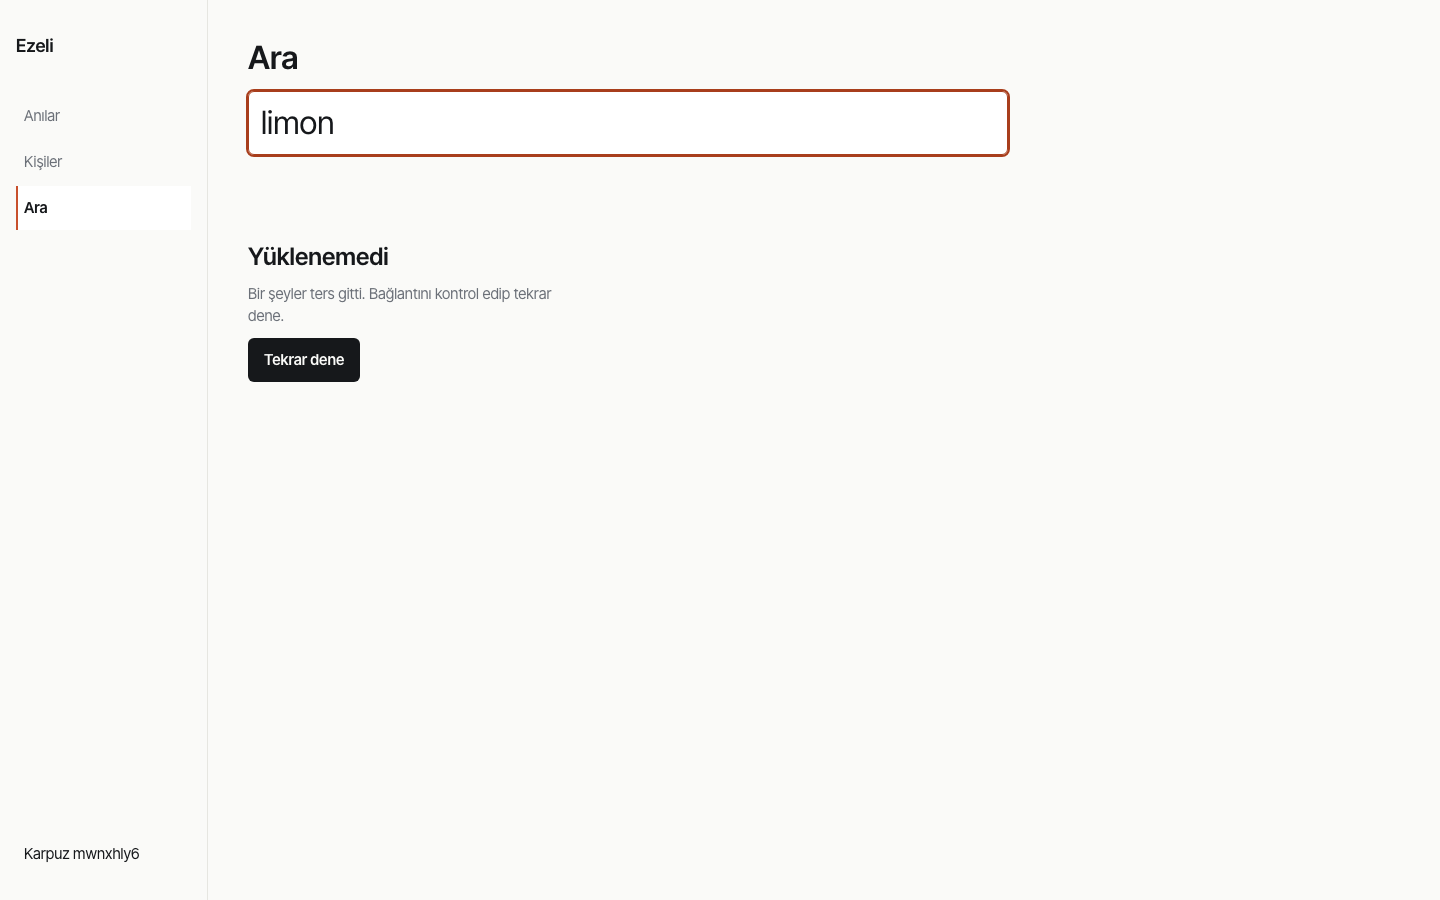 Ezeli
Anılar
Kişiler
Ara
Karpuz mwnxhly6
Ara
limon
Yüklenemedi
Bir şeyler ters gitti. Bağlantını kontrol edip tekrar
dene.
Tekrar dene